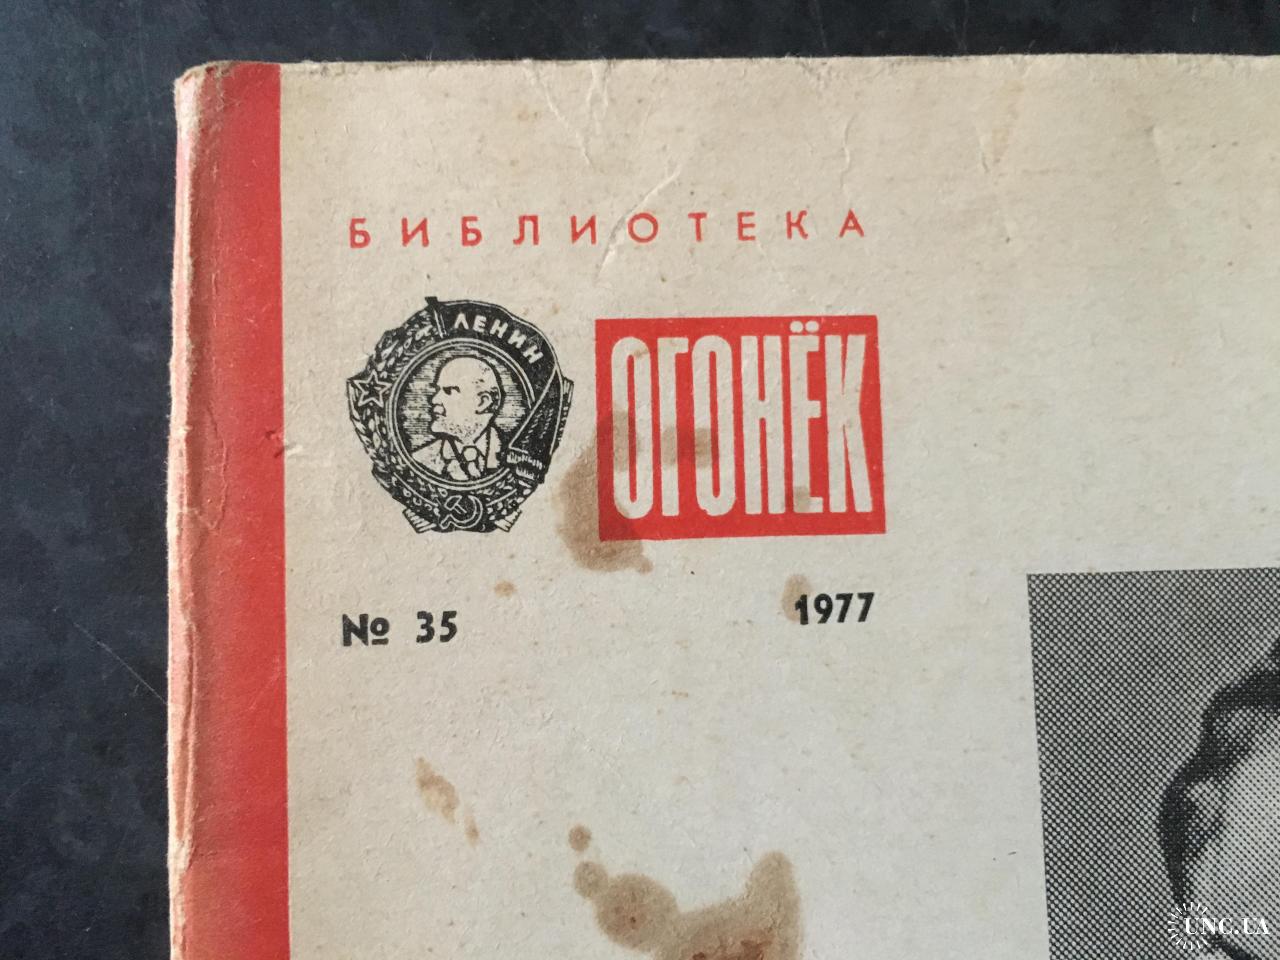 БИБЛИОТЕКА
ЛЕНИН
ОГОНЁК
№ 35
1977
UNC.UA